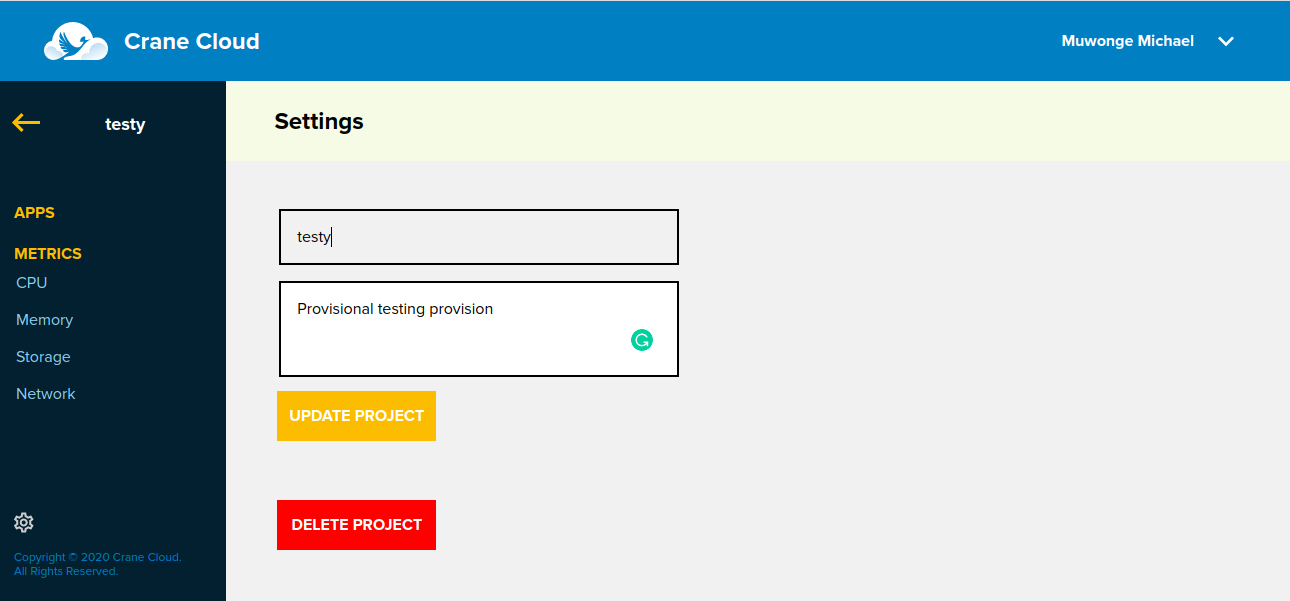 Crane Cloud
Muwonge Michael
testy
Settings
APPS
METRICS
CPU
Memory
Storage
Network
testy
Provisional testing provision
UPDATE PROJECT
DELETE PROJECT
Copyright © 2020 Crane Cloud.
All Rights Reserved.